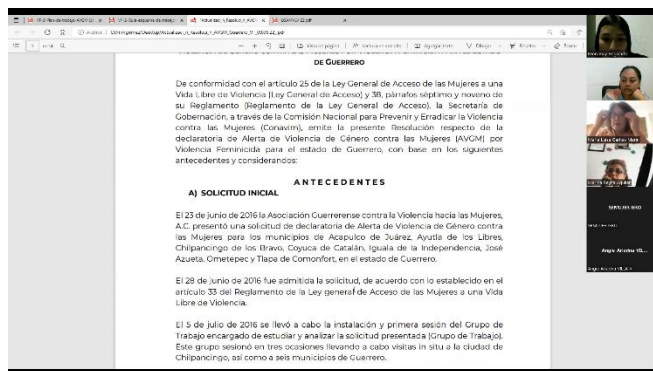 DE GUERRERO
De conformidad con el artículo 25 de la Ley General de Acceso de las Mujeres a una
Vida Libre de Violencia (Ley General de Acceso) y 38, párrafos séptimo y noveno de
su Reglamento (Reglamento de la Ley General de Acceso), la Secretaría de
Gobernación, a través de la Comisión Nacional para Prevenir y Erradicar la Violencia
contra las Mujeres (Conavim), emite la presente Resolución respecto de la
declaratoria de Alerta de Violencia de Género contra las Mujeres (AVGM) por
Violencia Feminicida para el estado de Guerrero, con base en los siguientes
antecedentes y considerandos:
ANTECEDENTES
A) SOLICITUD INICIAL
El 23 de junio de 2016 la Asociación Guerrerense contra la Violencia hacia las Mujeres,
A.C. presentó una solicitud de declaratoria de Alerta de Violencia de Género contra
las Mujeres para los municipios de Acapulco de Juárez, Ayutla de los Libres,
Chilpancingo de los Bravo, Coyuca de Catalán, Iguala de la Independencia, José
Azueta, Ometepec y Tlapa de Comonfort, en el estado de Guerrero.
El 28 de junio de 2016 fue admitida la solicitud, de acuerdo con lo establecido en el
artículo 33 del Reglamento de la Ley general de Acceso de las Mujeres a una Vida
Libre de Violencia.
El 5 de julio de 2016 se llevó a cabo la instalación y primera sesión del Grupo de
Trabajo encargado de estudiar y analizar la solicitud presentada (Grupo de Trabajo).
Este grupo sesionó en tres ocasiones llevando a cabo visitas in situ a la ciudad de
Chilpancingo, así como a seis municipios de Guerrero.